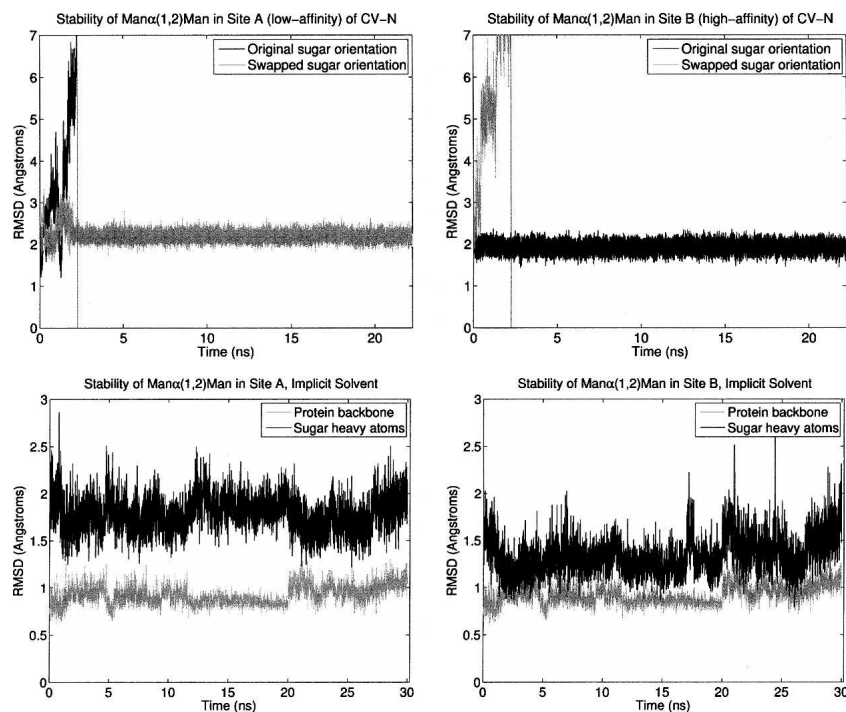 Stability of Manα(1,2)Man in Site A (low-affinity) of CV-N
Original sugar orientation
Swapped sugar orientation
RMSD (Angstroms)
7
6
5
4
3
2
1
0
0 5 10 15 20
Time (ns)
Stability of Manα(1,2)Man in Site B (high-affinity) of CV-N
Original sugar orientation
Swapped sugar orientation
RMSD (Angstroms)
7
6
5
4
3
2
1
0
0 5 10 15 20
Time (ns)
Stability of Manα(1,2)Man in Site A, Implicit Solvent
Protein backbone
Sugar heavy atoms
RMSD (Angstroms)
3
2.5
2
1.5
1
0.5
0
0 5 10 15 20 25 30
Time (ns)
Stability of Manα(1,2)Man in Site B, Implicit Solvent
Protein backbone
Sugar heavy atoms
RMSD (Angstroms)
3
2.5
2
1.5
1
0.5
0
0 5 10 15 20 25 30
Time (ns)